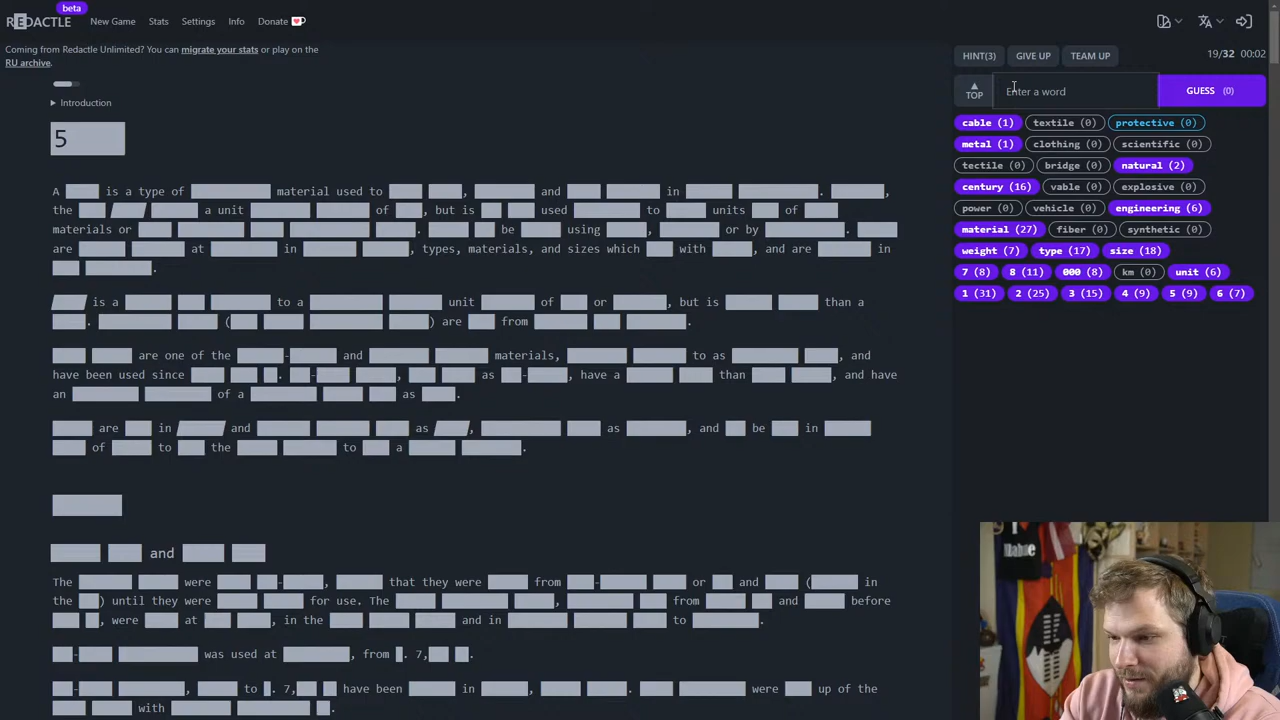 beta
REDACTLE New Game Stats Settings Info Donate
Coming from Redactle Unlimited? You can migrate your stats or play on the RU archive.
HINT(3) GIVE UP TEAM UP 19/32 00:02
▲ TOP Enter a word GUESS (0)
▶ Introduction
5
cable (1) textile (0) protective (0)
metal (1) clothing (0) scientific (0)
tectile (0) bridge (0) natural (2)
century (16) vable (0) explosive (0)
power (0) vehicle (0) engineering (6)
material (27) fiber (0) synthetic (0)
weight (7) type (17) size (18)
7 (8) 8 (11) 000 (8) km (0) unit (6)
1 (31) 2 (25) 3 (15) 4 (9) 5 (9) 6 (7)
A is a type of material used to , and in . ,
the a unit of , but is used to units of
materials or . be using , or by .
are at in , types, materials, and sizes which with , and are in
.
is a to a unit of or , but is than a
. ( ) are from .
are one of the - and materials, to as , and
have been used since . - , as - , have a than , and have
an of a as .
are in and as , as , and be in
of to the to a .
and
The were - , that they were from - or and ( in
the ) until they were for use. The , from and before
, were at , in the and in to .
- was used at , from . 7, .
- , to . 7, have been in , . were up of the
with .